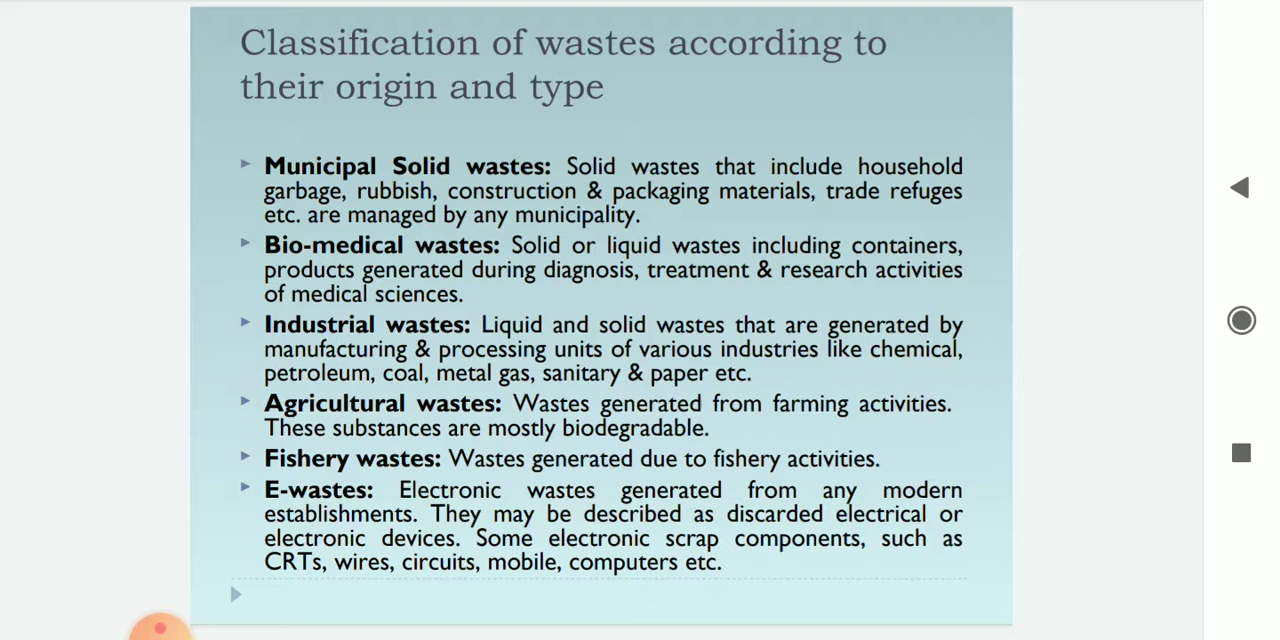 Classification of wastes according to
their origin and type
Municipal Solid wastes: Solid wastes that include household
garbage, rubbish, construction & packaging materials, trade refuges
etc. are managed by any municipality.
Bio-medical wastes: Solid or liquid wastes including containers,
products generated during diagnosis, treatment & research activities
of medical sciences.
Industrial wastes: Liquid and solid wastes that are generated by
manufacturing & processing units of various industries like chemical,
petroleum, coal, metal gas, sanitary & paper etc.
Agricultural wastes: Wastes generated from farming activities.
These substances are mostly biodegradable.
Fishery wastes: Wastes generated due to fishery activities.
E-wastes: Electronic wastes generated from any modern
establishments. They may be described as discarded electrical or
electronic devices. Some electronic scrap components, such as
CRTs, wires, circuits, mobile, computers etc.